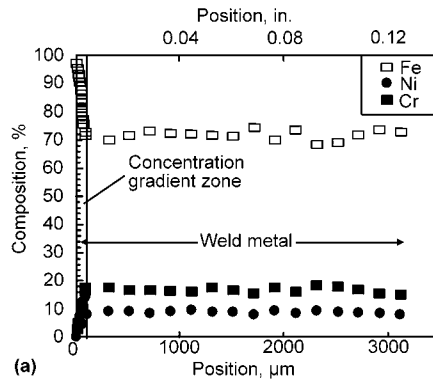 Position, in.
0.04 0.08 0.12
100
90
80
70
60
50
40
30
20
10
0
Composition, %
Fe
Ni
Cr
Concentration
gradient zone
Weld metal
0 1000 2000 3000
(a)
Position, µm